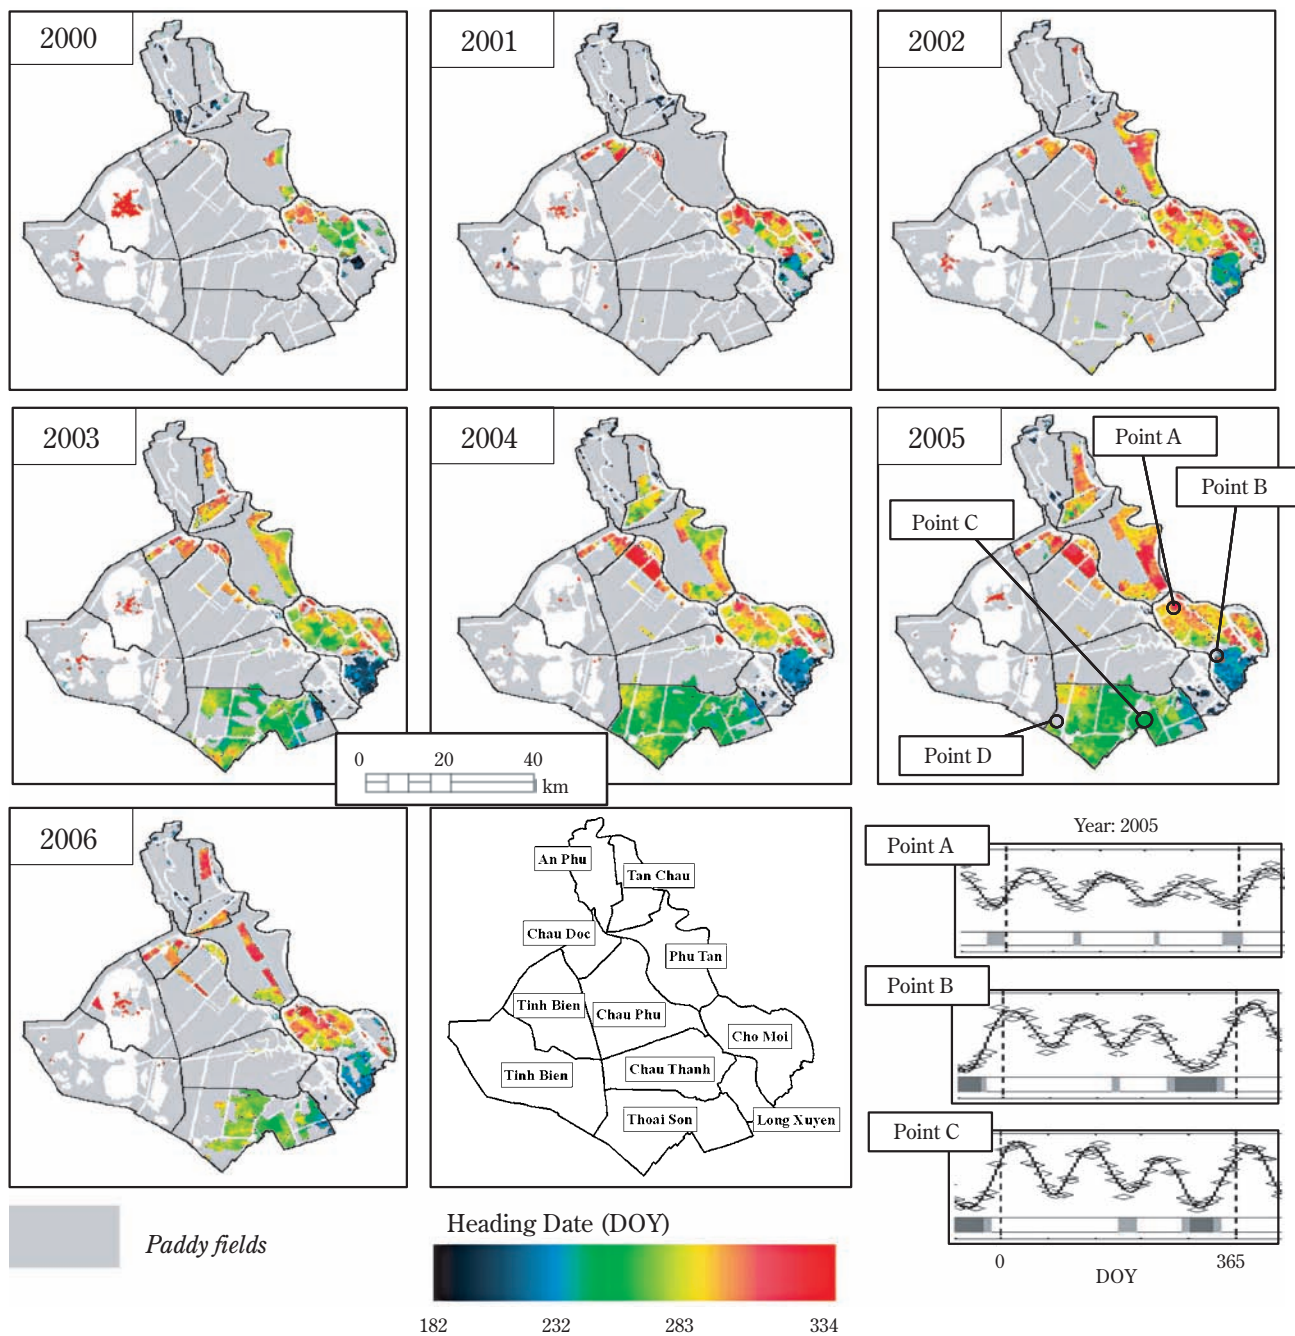 2000
2001
2002
2003
2004
2005
Point A
Point B
Point C
Point D
0 20 40
km
2006
An Phu
Tan Chau
Chau Doc
Phu Tan
Tinh Bien
Chau Phu
Cho Moi
Tinh Bien
Chau Thanh
Thoai Son
Long Xuyen
Year: 2005
Point A
Point B
Point C
0 365
DOY
Paddy fields
Heading Date (DOY)
182 232 283 334